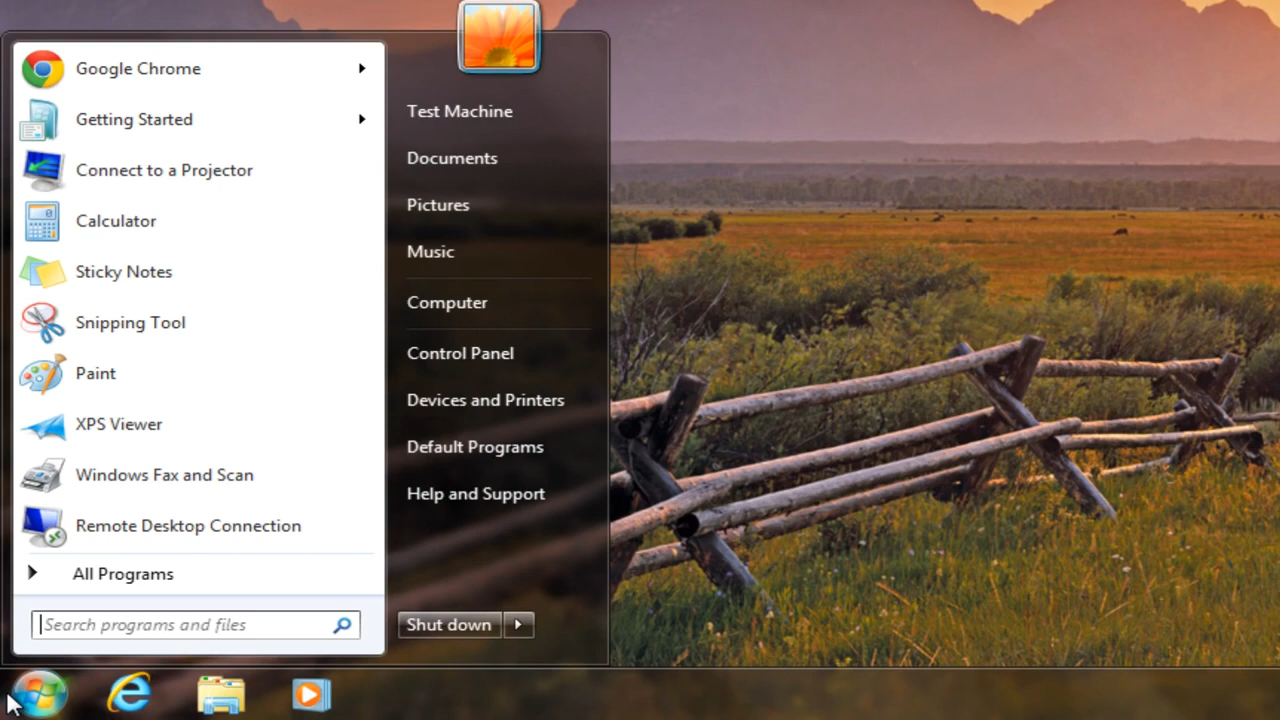 Google Chrome
Getting Started
Connect to a Projector
Calculator
Sticky Notes
Snipping Tool
Paint
XPS Viewer
Windows Fax and Scan
Remote Desktop Connection
All Programs
Search programs and files
Test Machine
Documents
Pictures
Music
Computer
Control Panel
Devices and Printers
Default Programs
Help and Support
Shut down